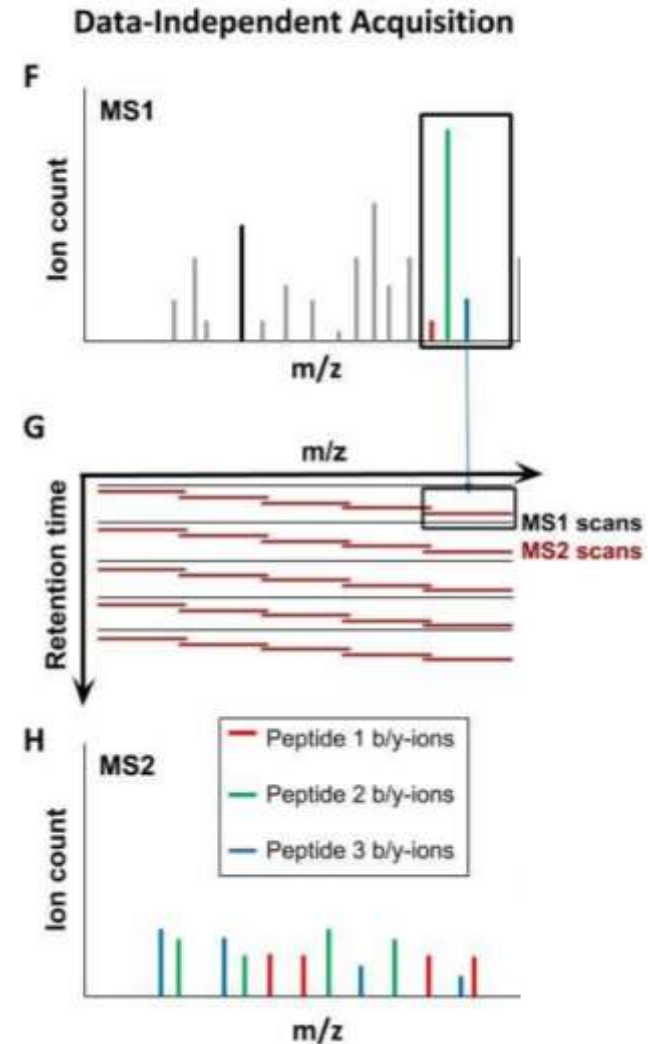 Data-Independent Acquisition
F
MS1
Ion count
m/z
G
m/z
Retention time
MS1 scans
MS2 scans
H
MS2
Peptide 1 b/y-ions
Peptide 2 b/y-ions
Peptide 3 b/y-ions
Ion count
m/z